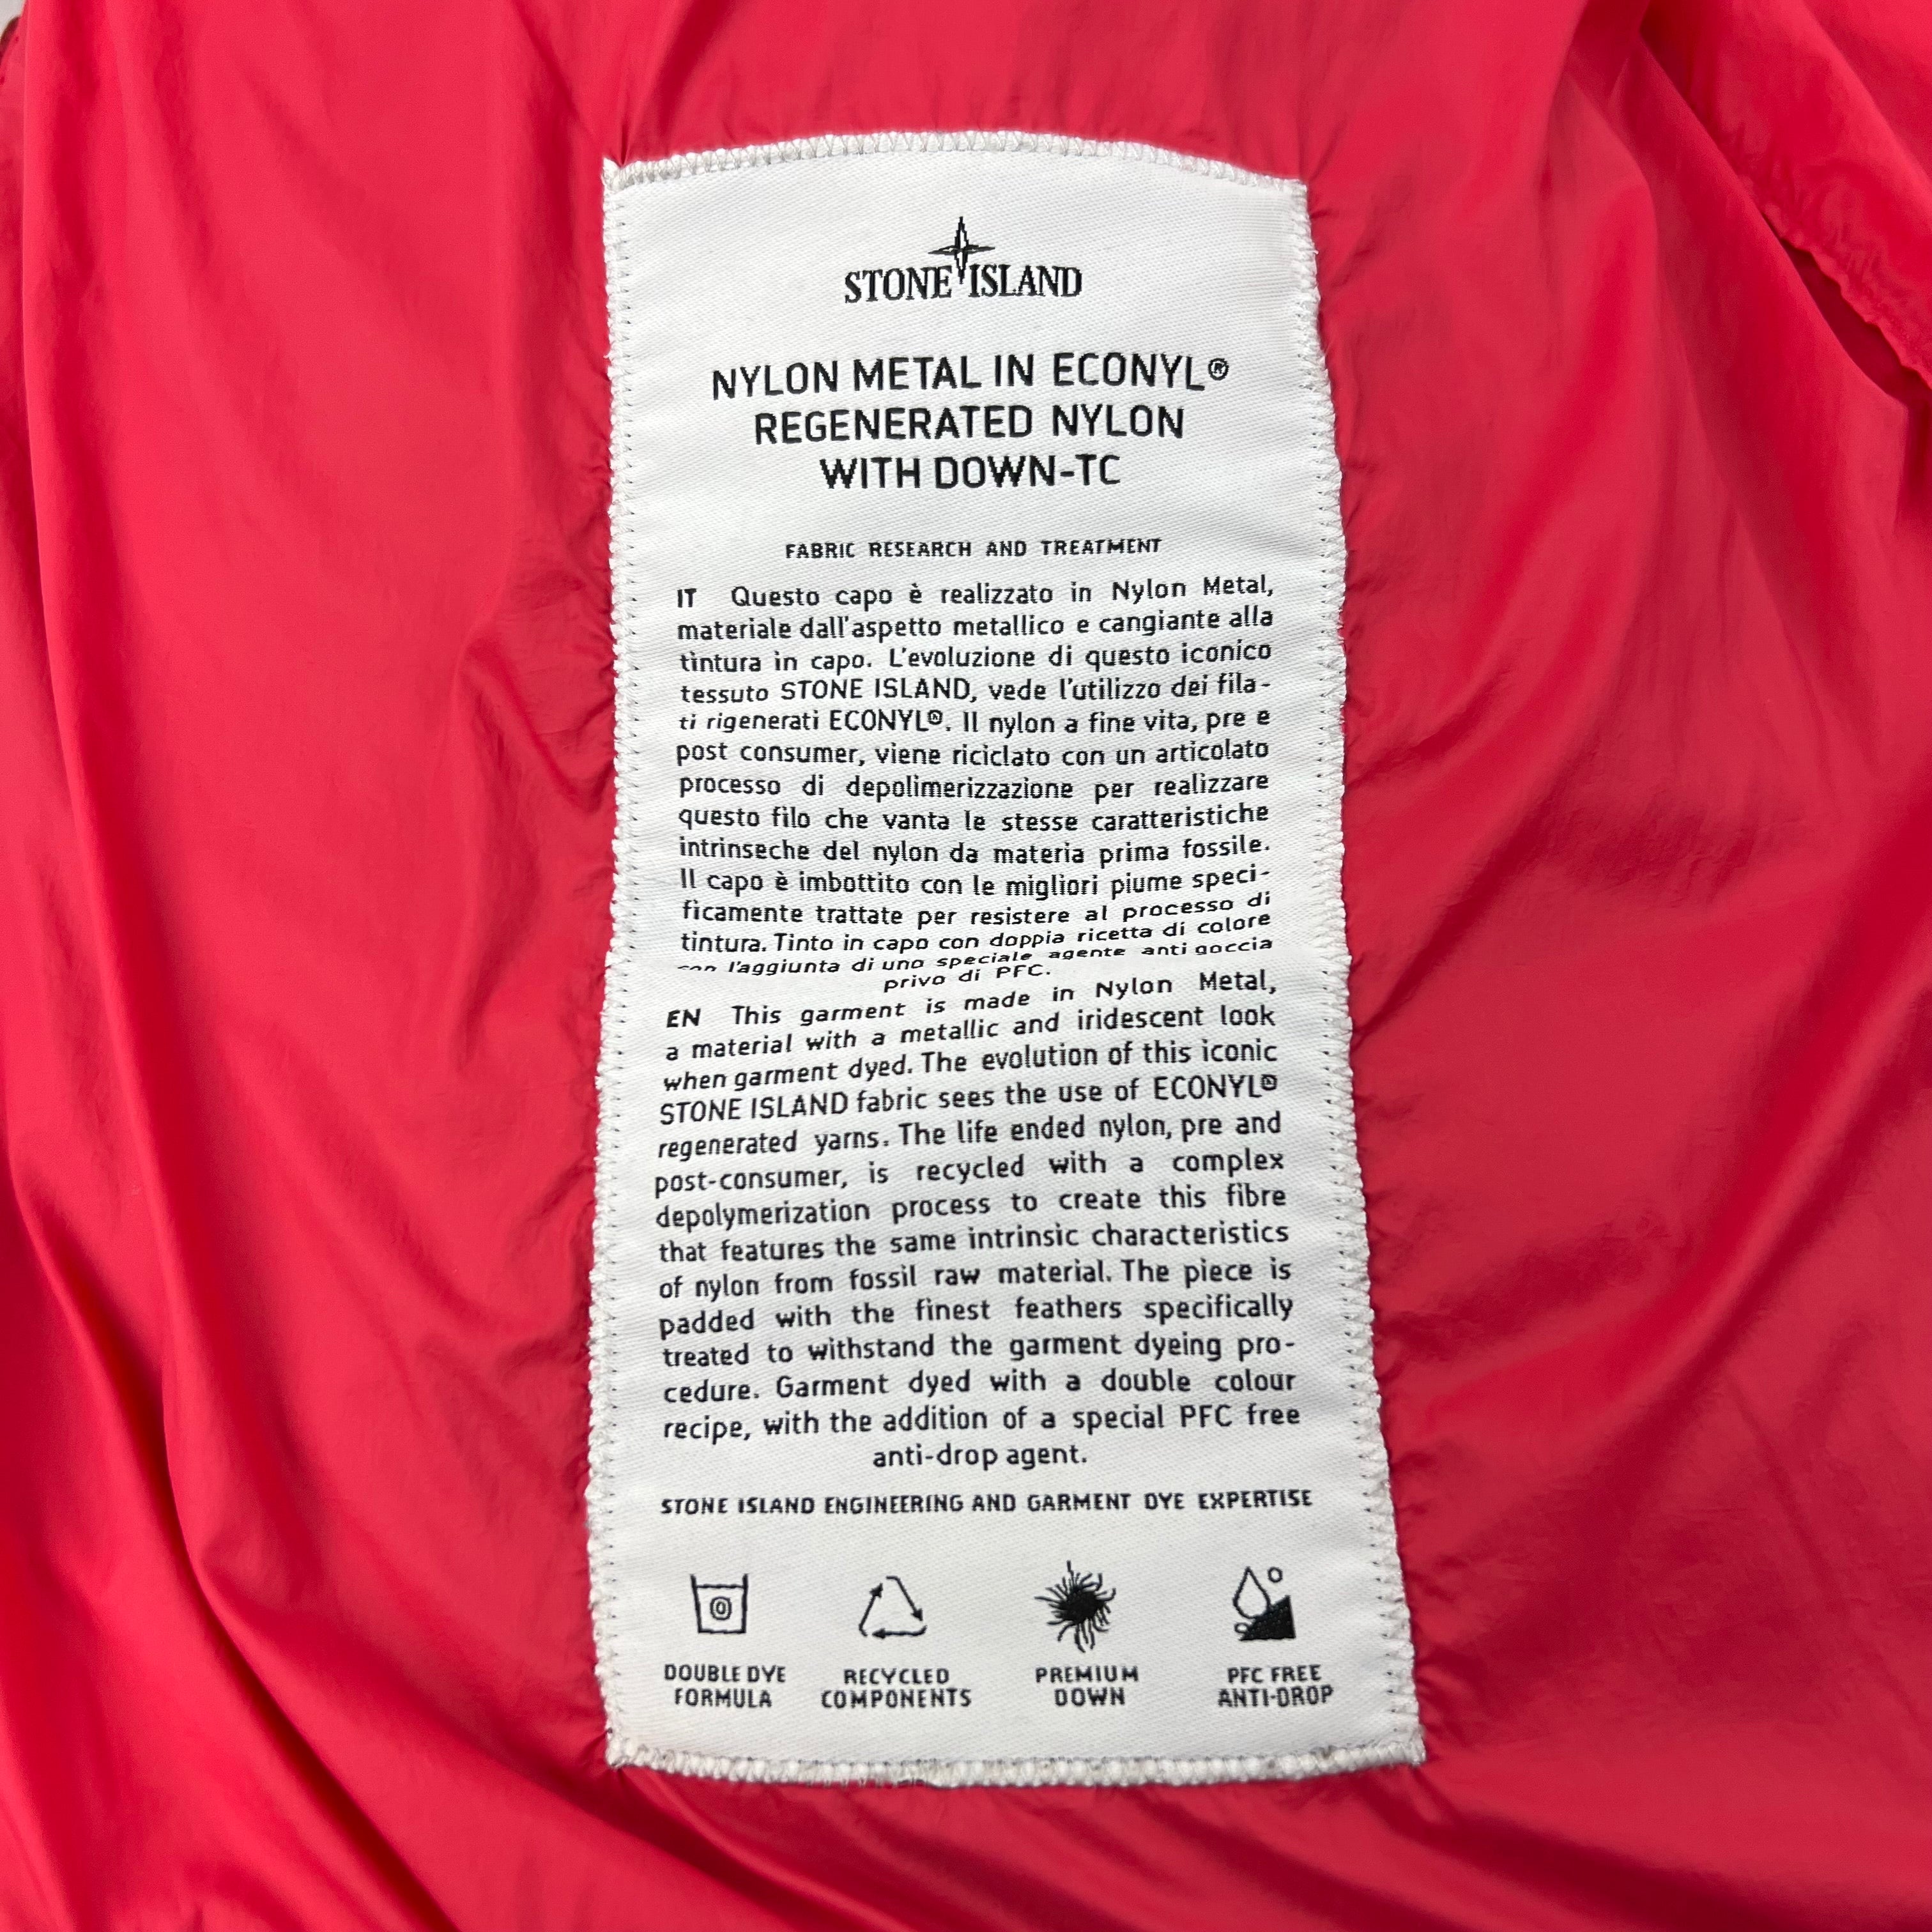 STONE ISLAND
NYLON METAL IN ECONYL®
REGENERATED NYLON
WITH DOWN-TC
FABRIC RESEARCH AND TREATMENT
IT Questo capo è realizzato in Nylon Metal,
materiale dall'aspetto metallico e cangiante alla
tintura in capo. L'evoluzione di questo iconico
tessuto STONE ISLAND, vede l'utilizzo dei fila-
ti rigenerati ECONYL®. Il nylon a fine vita, pre e
post consumer, viene riciclato con un articolato
processo di depolimerizzazione per realizzare
questo filo che vanta le stesse caratteristiche
intrinseche del nylon da materia prima fossile.
Il capo è imbottito con le migliori piume speci-
ficamente trattate per resistere al processo di
tintura. Tinto in capo con doppia ricetta di colore
con l'aggiunta di uno speciale agente anti goccia
privo di PFC.
EN This garment is made in Nylon Metal,
a material with a metallic and iridescent look
when garment dyed. The evolution of this iconic
STONE ISLAND fabric sees the use of ECONYL®
regenerated yarns. The life ended nylon, pre and
post-consumer, is recycled with a complex
depolymerization process to create this fibre
that features the same intrinsic characteristics
of nylon from fossil raw material. The piece is
padded with the finest feathers specifically
treated to withstand the garment dyeing pro-
cedure. Garment dyed with a double colour
recipe, with the addition of a special PFC free
anti-drop agent.
STONE ISLAND ENGINEERING AND GARMENT DYE EXPERTISE
DOUBLE DYE
FORMULA
RECYCLED
COMPONENTS
PREMIUM
DOWN
PFC FREE
ANTI-DROP